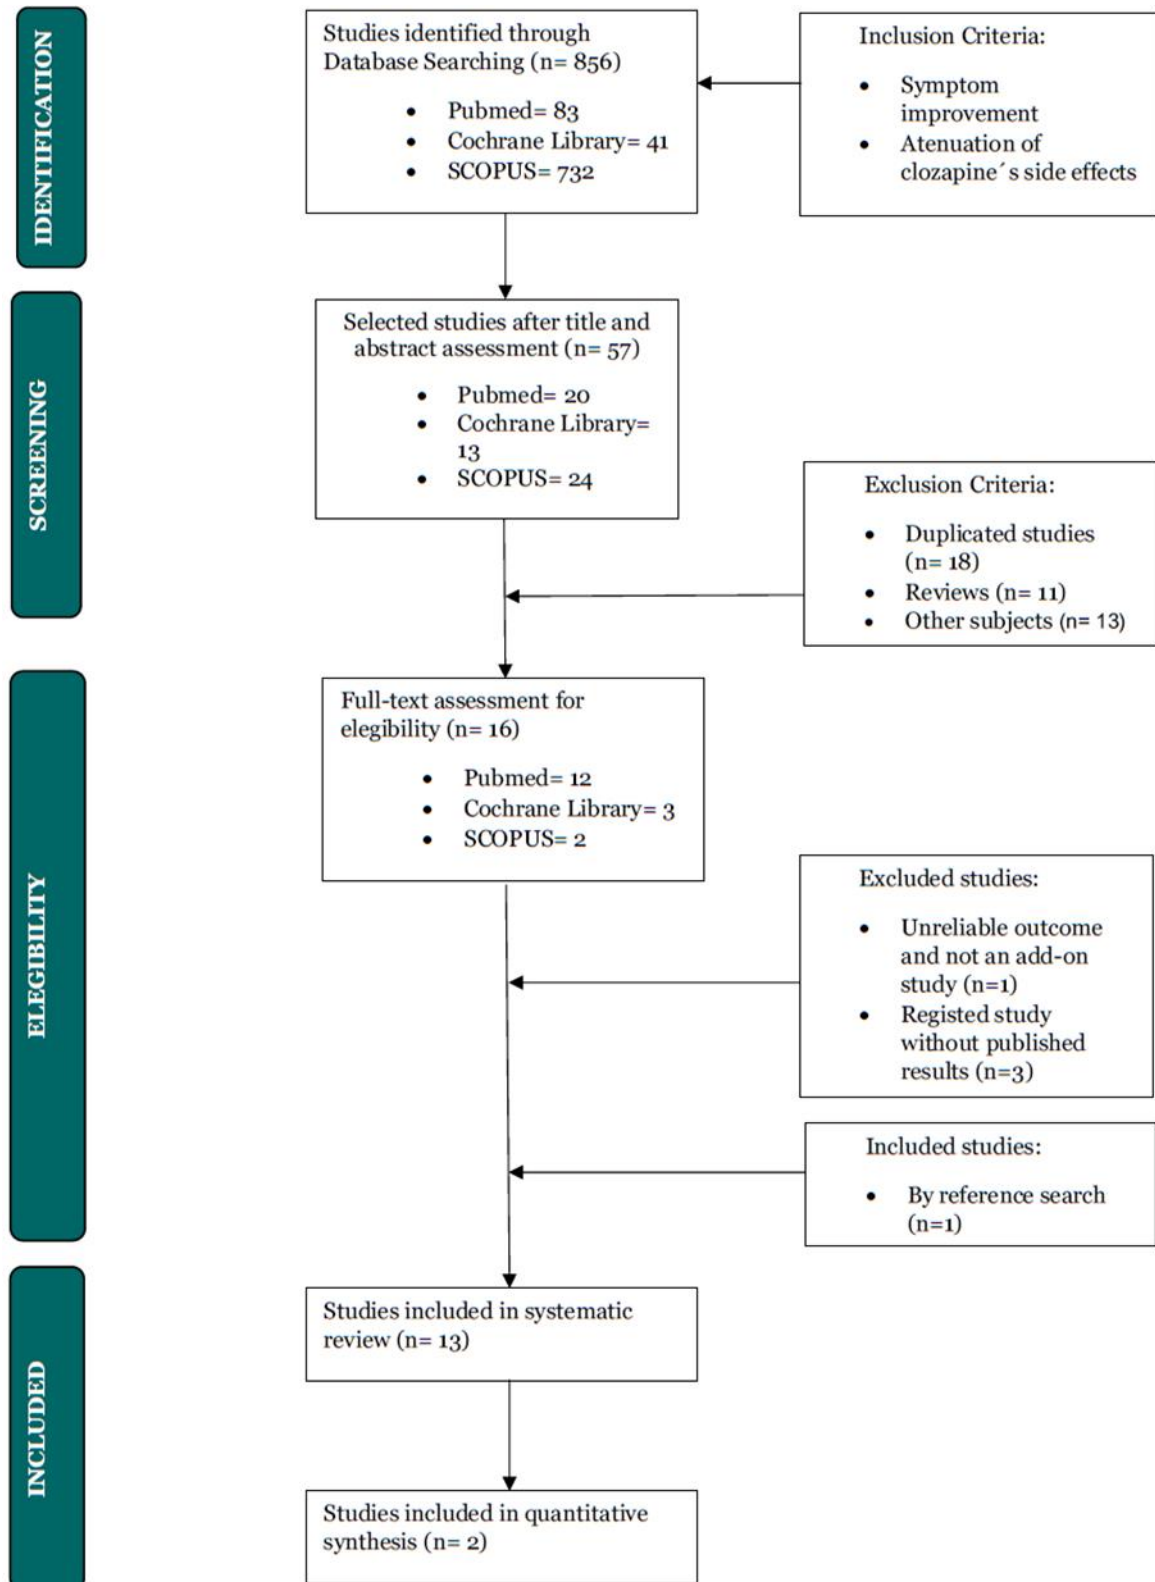 IDENTIFICATION
Studies identified through
Database Searching (n= 856)
• Pubmed= 83
• Cochrane Library= 41
• SCOPUS= 732
Inclusion Criteria:
• Symptom
improvement
• Atenuation of
clozapine´s side effects
SCREENING
Selected studies after title and
abstract assessment (n= 57)
• Pubmed= 20
• Cochrane Library=
13
• SCOPUS= 24
Exclusion Criteria:
• Duplicated studies
(n= 18)
• Reviews (n= 11)
• Other subjects (n= 13)
ELEGIBILITY
Full-text assessment for
elegibility (n= 16)
• Pubmed= 12
• Cochrane Library= 3
• SCOPUS= 2
Excluded studies:
• Unreliable outcome
and not an add-on
study (n=1)
• Registed study
without published
results (n=3)
Included studies:
• By reference search
(n=1)
INCLUDED
Studies included in systematic
review (n= 13)
Studies included in quantitative
synthesis (n= 2)